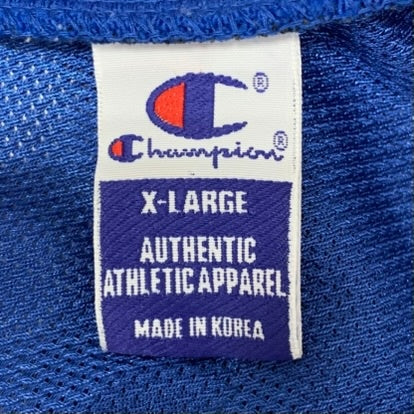 ®
Champion®
X-LARGE
AUTHENTIC
ATHLETIC APPAREL
MADE IN KOREA